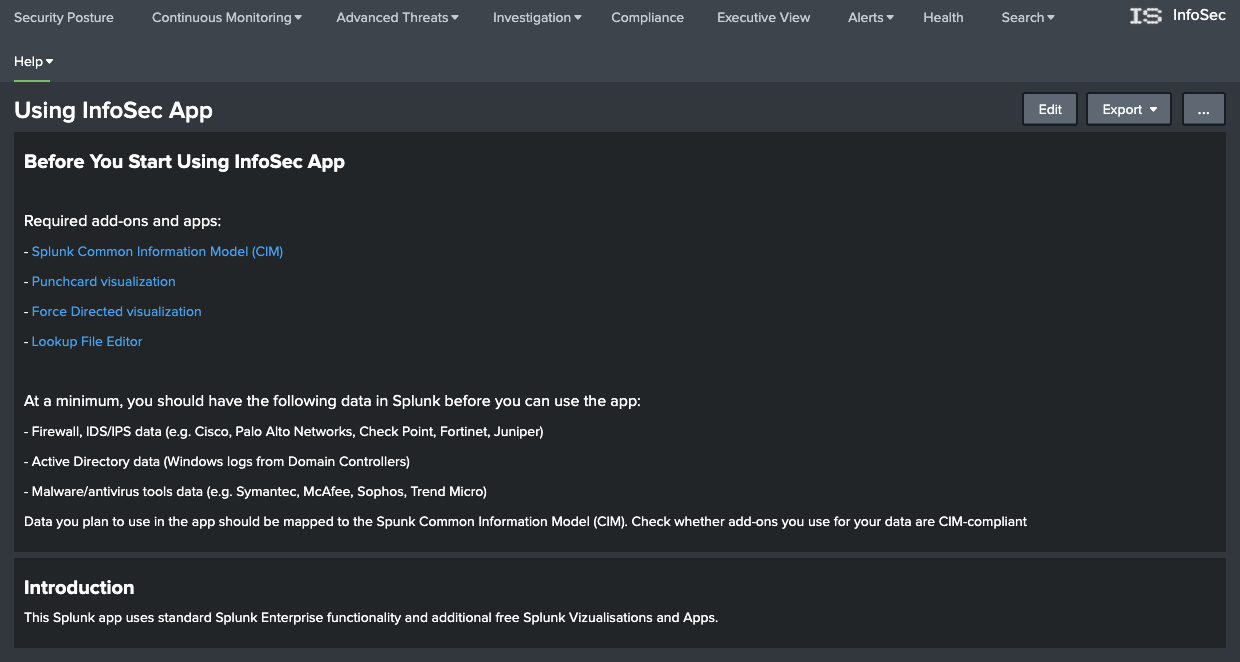 Security Posture Continuous Monitoring Advanced Threats Investigation Compliance Executive View Alerts Health Search IS InfoSec
Help
Using InfoSec App Edit Export ...
Before You Start Using InfoSec App
Required add-ons and apps:
- Splunk Common Information Model (CIM)
- Punchcard visualization
- Force Directed visualization
- Lookup File Editor
At a minimum, you should have the following data in Splunk before you can use the app:
- Firewall, IDS/IPS data (e.g. Cisco, Palo Alto Networks, Check Point, Fortinet, Juniper)
- Active Directory data (Windows logs from Domain Controllers)
- Malware/antivirus tools data (e.g. Symantec, McAfee, Sophos, Trend Micro)
Data you plan to use in the app should be mapped to the Spunk Common Information Model (CIM). Check whether add-ons you use for your data are CIM-compliant
Introduction
This Splunk app uses standard Splunk Enterprise functionality and additional free Splunk Vizualisations and Apps.